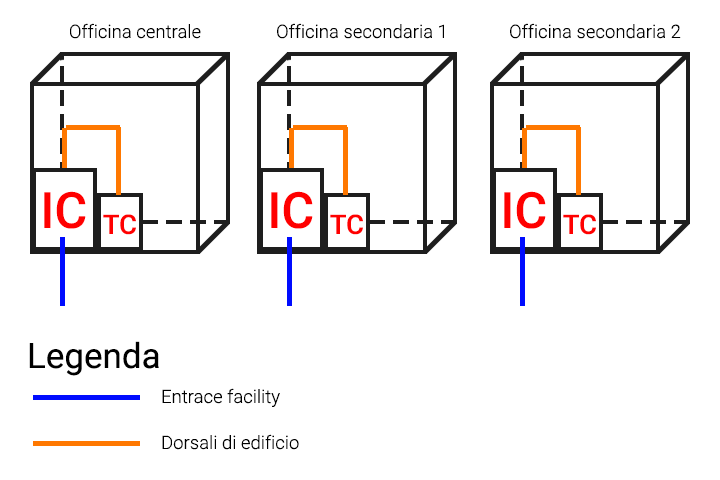 Officina centrale
Officina secondaria 1
Officina secondaria 2
IC
TC
IC
TC
IC
TC
Legenda
Entrace facility
Dorsali di edificio